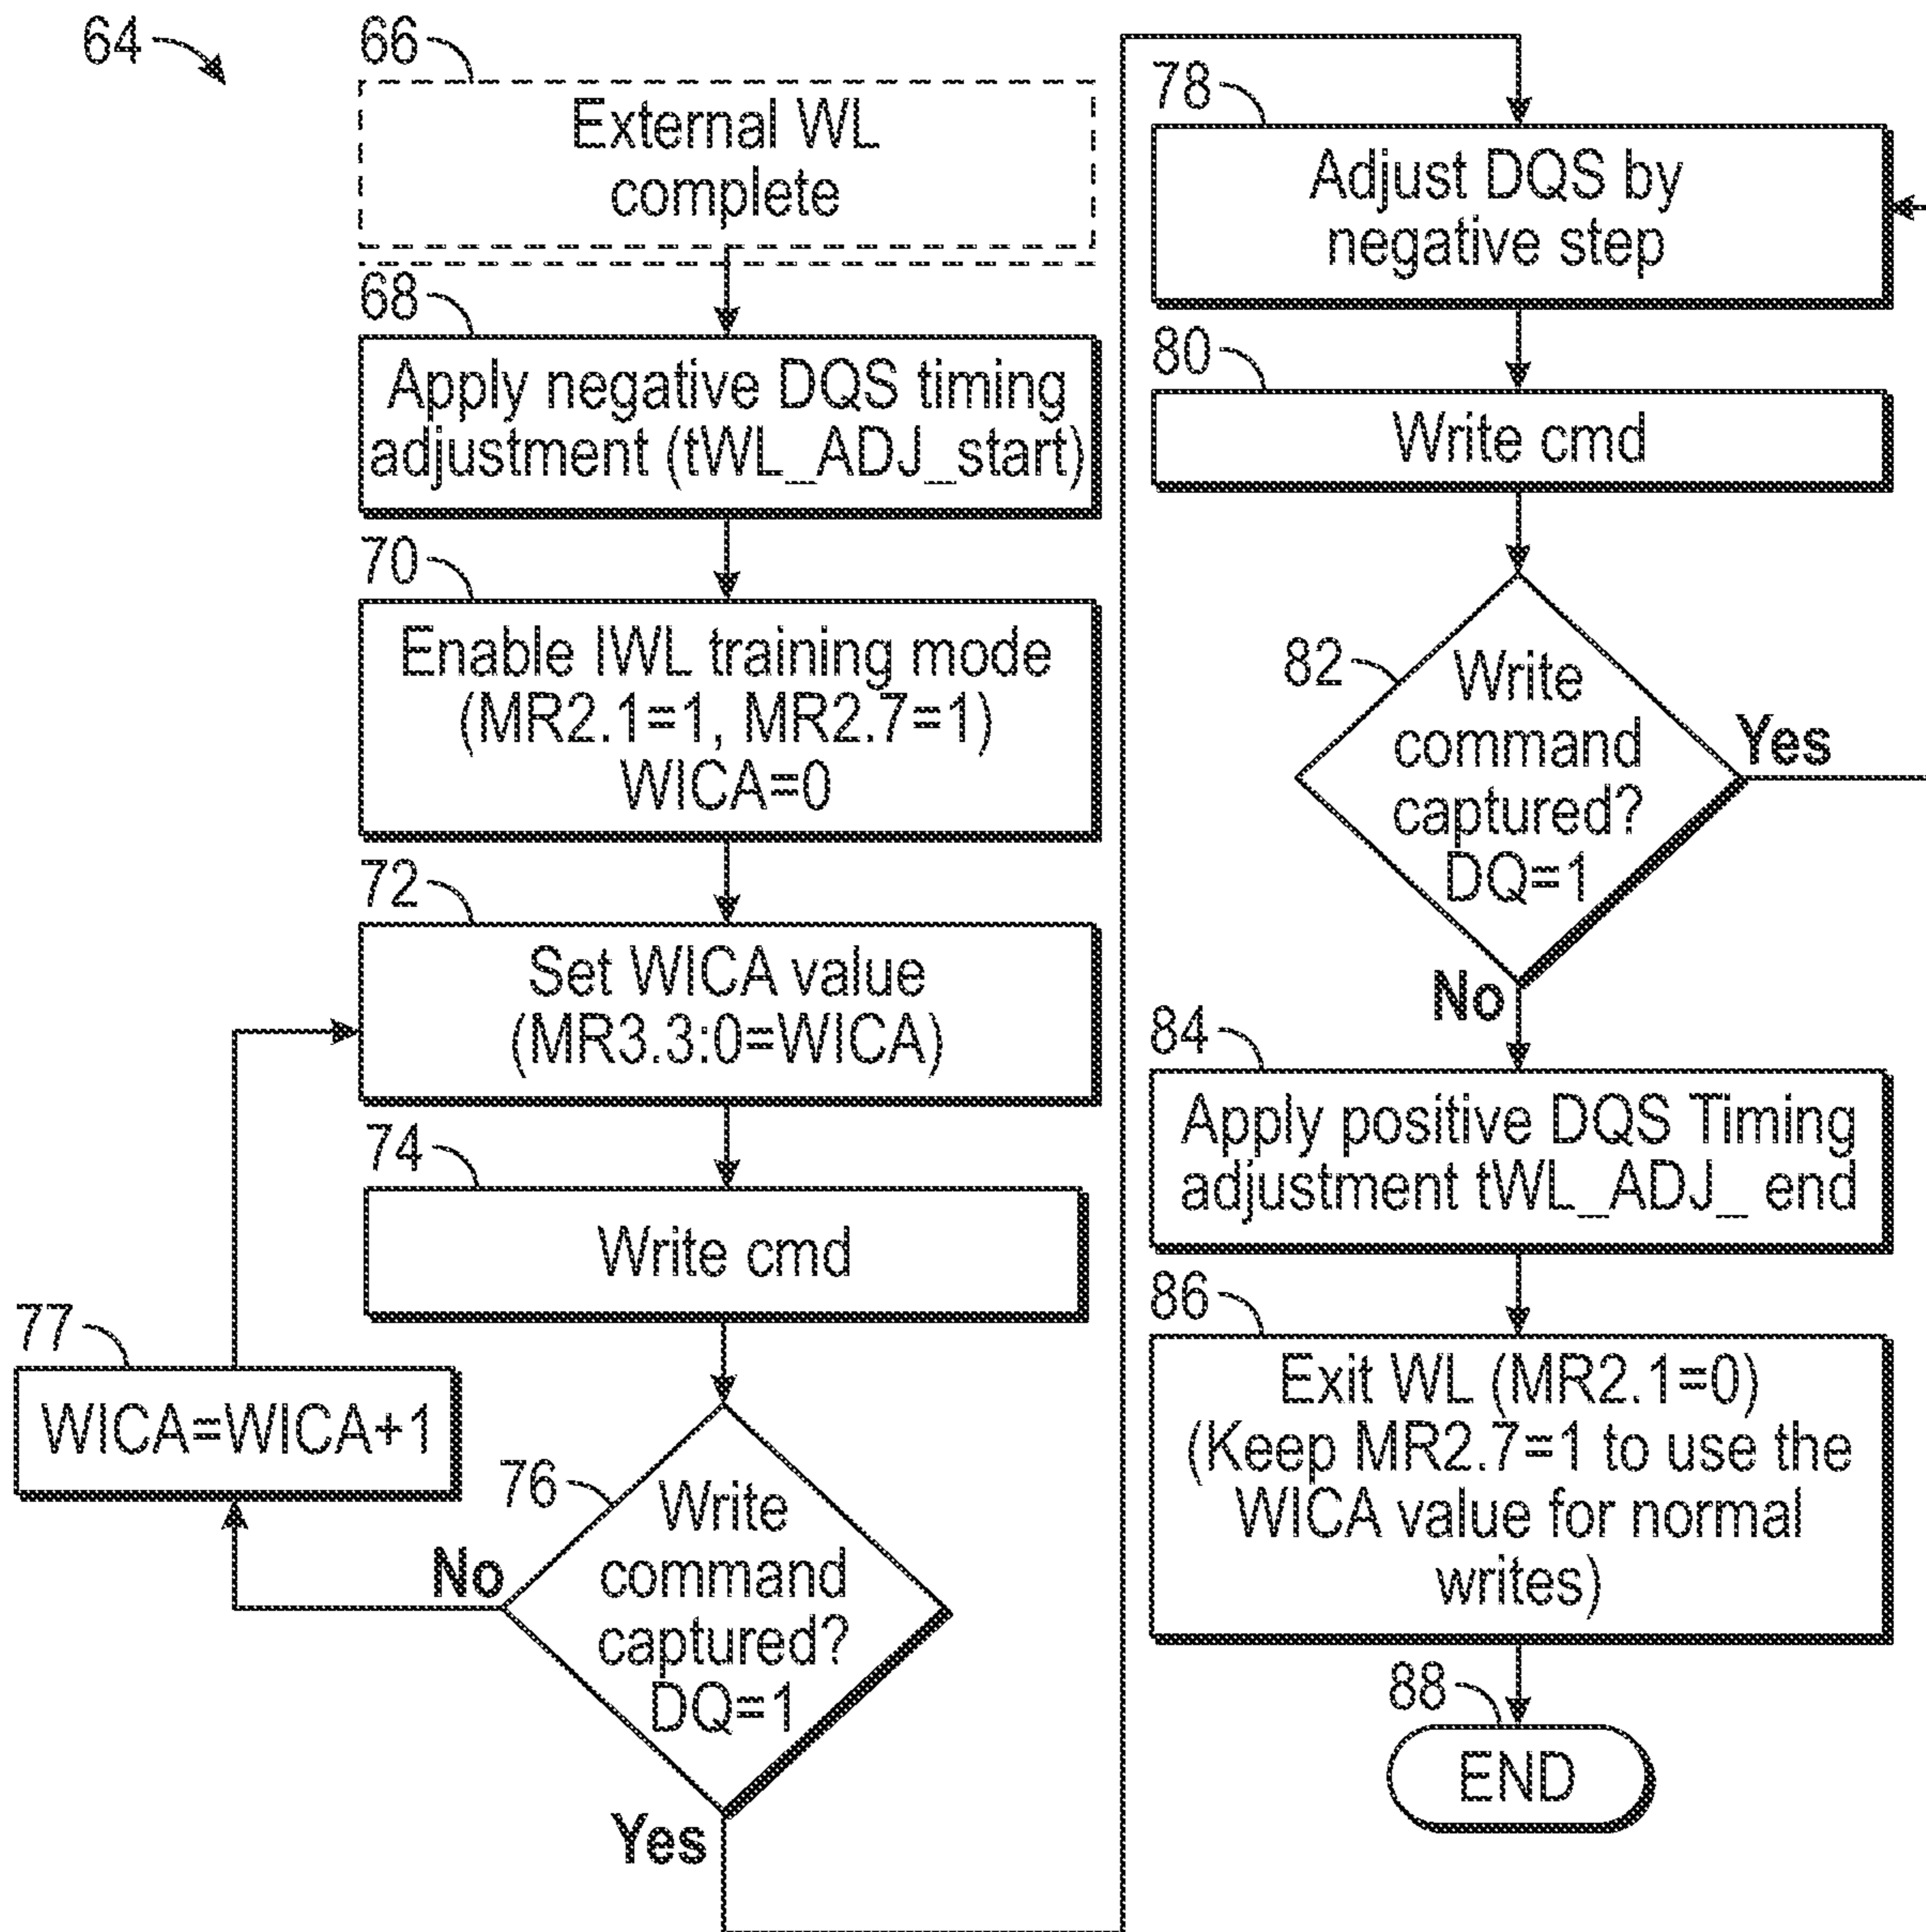 64
66
External WL
complete
68
Apply negative DQS timing
adjustment (tWL_ADJ_start)
70
Enable IWL training mode
(MR2.1=1, MR2.7=1)
WICA=0
72
Set WICA value
(MR3.3:0=WICA)
74
Write cmd
77
WICA=WICA+1
76
Write
command
captured?
DQ=1
No
Yes
78
Adjust DQS by
negative step
80
Write cmd
82
Write
command
captured?
DQ=1
Yes
No
84
Apply positive DQS Timing
adjustment tWL_ADJ_ end
86
Exit WL (MR2.1=0)
(Keep MR2.7=1 to use the
WICA value for normal
writes)
88
END